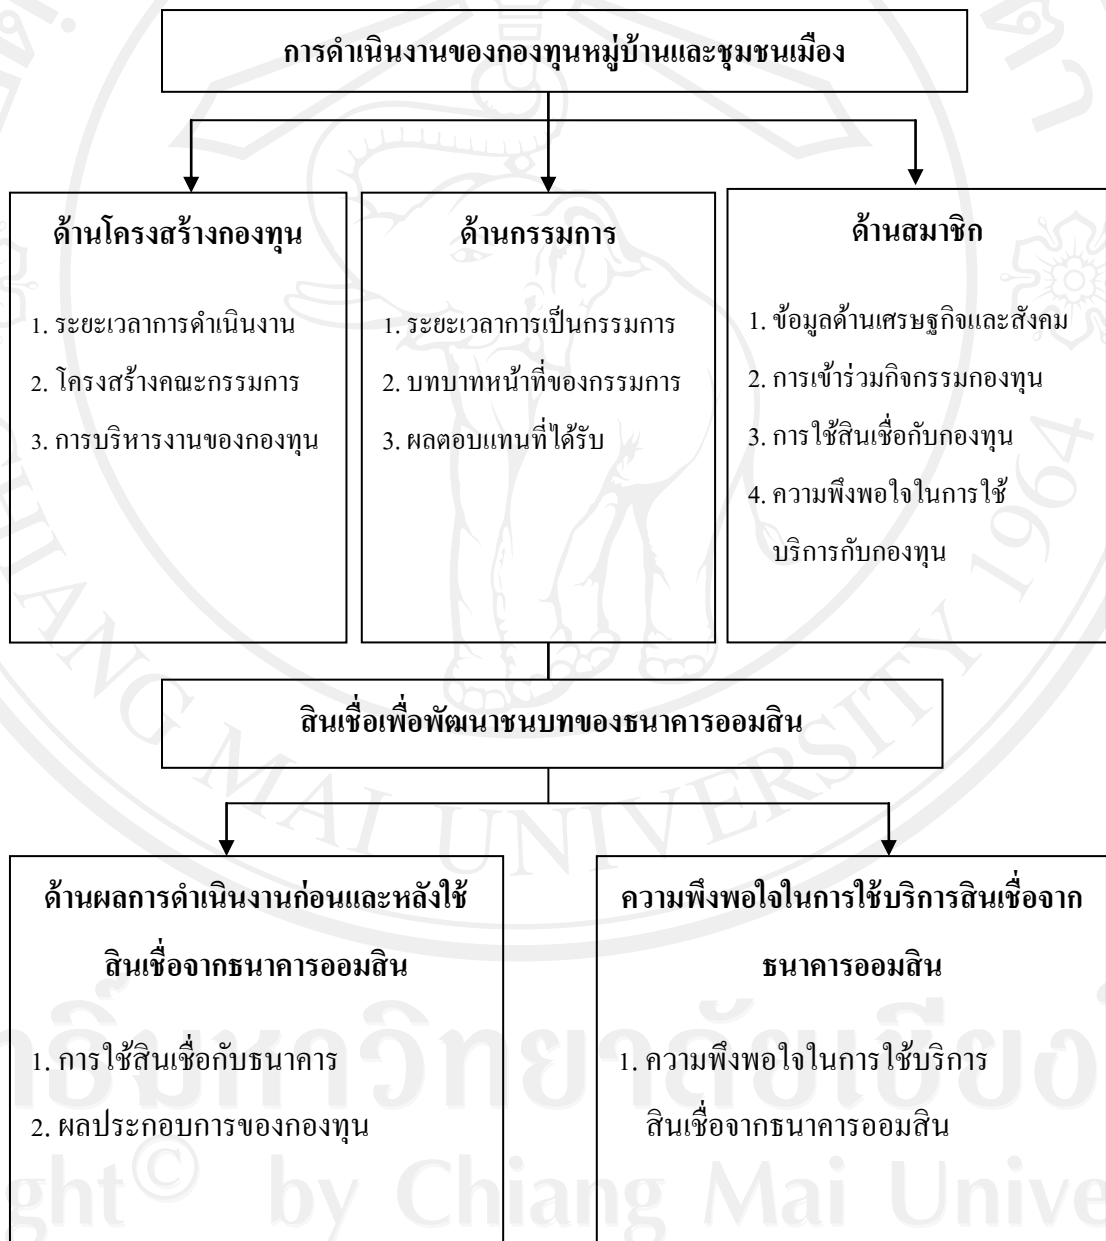 การดำเนินงานของกองทุนหมู่บ้านและชุมชนเมือง
ด้านโครงสร้างกองทุน
1. ระยะเวลาการดำเนินงาน
2. โครงสร้างคณะกรรมการ
3. การบริหารงานของกองทุน
ด้านกรรมการ
1. ระยะเวลาการเป็นกรรมการ
2. บทบาทหน้าที่ของกรรมการ
3. ผลตอบแทนที่ได้รับ
ด้านสมาชิก
1. ข้อมูลด้านเศรษฐกิจและสังคม
2. การเข้าร่วมกิจกรรมกองทุน
3. การใช้สินเชื่อกับกองทุน
4. ความพึงพอใจในการใช้
บริการกับกองทุน
สินเชื่อเพื่อพัฒนาชนบทของธนาคารออมสิน
ด้านผลการดำเนินงานก่อนและหลังใช้
สินเชื่อจากธนาคารออมสิน
1. การใช้สินเชื่อกับธนาคาร
2. ผลประกอบการของกองทุน
ความพึงพอใจในการใช้บริการสินเชื่อจาก
ธนาคารออมสิน
1. ความพึงพอใจในการใช้บริการ
สินเชื่อจากธนาคารออมสิน
CHIANG MAI UNIVERSITY 1964
by Chiang Mai